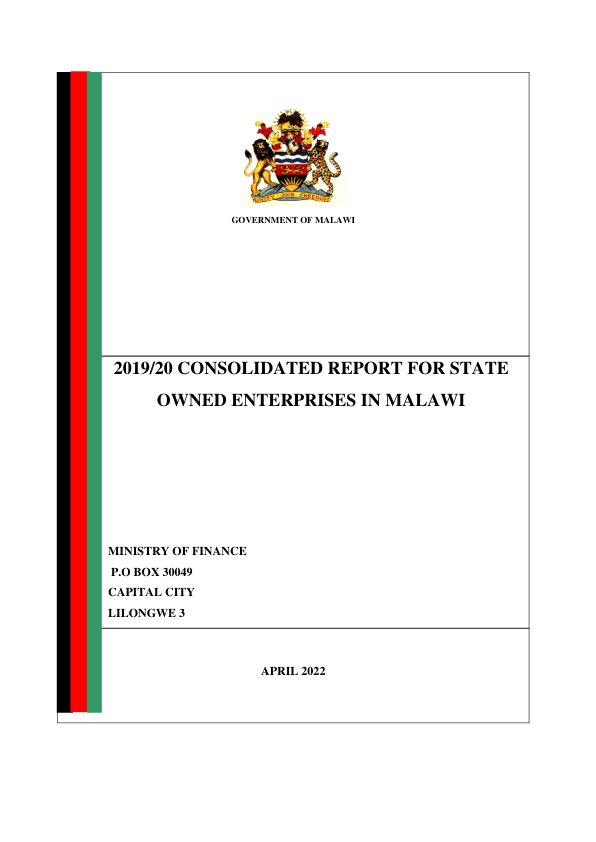 UNITY AND FREEDOM
GOVERNMENT OF MALAWI
2019/20 CONSOLIDATED REPORT FOR STATE
OWNED ENTERPRISES IN MALAWI
MINISTRY OF FINANCE
P.O BOX 30049
CAPITAL CITY
LILONGWE 3
APRIL 2022